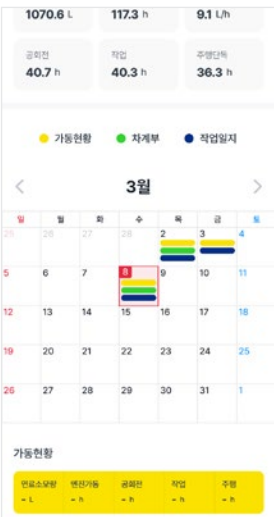 1070.6 L 117.3 h 9.1 L/h
공회전 작업 주행단독
40.7 h 40.3 h 36.3 h
가동현황 차계부 작업일지
< 3월 >
일 월 화 수 목 금 토
25 26 27 28 2 3 4
5 6 7 8 9 10 11
12 13 14 15 16 17 18
19 20 21 22 23 24 25
26 27 28 29 30 31 1
가동현황
연료소모량 엔진가동 공회전 작업 주행
- L - h - h - h - h